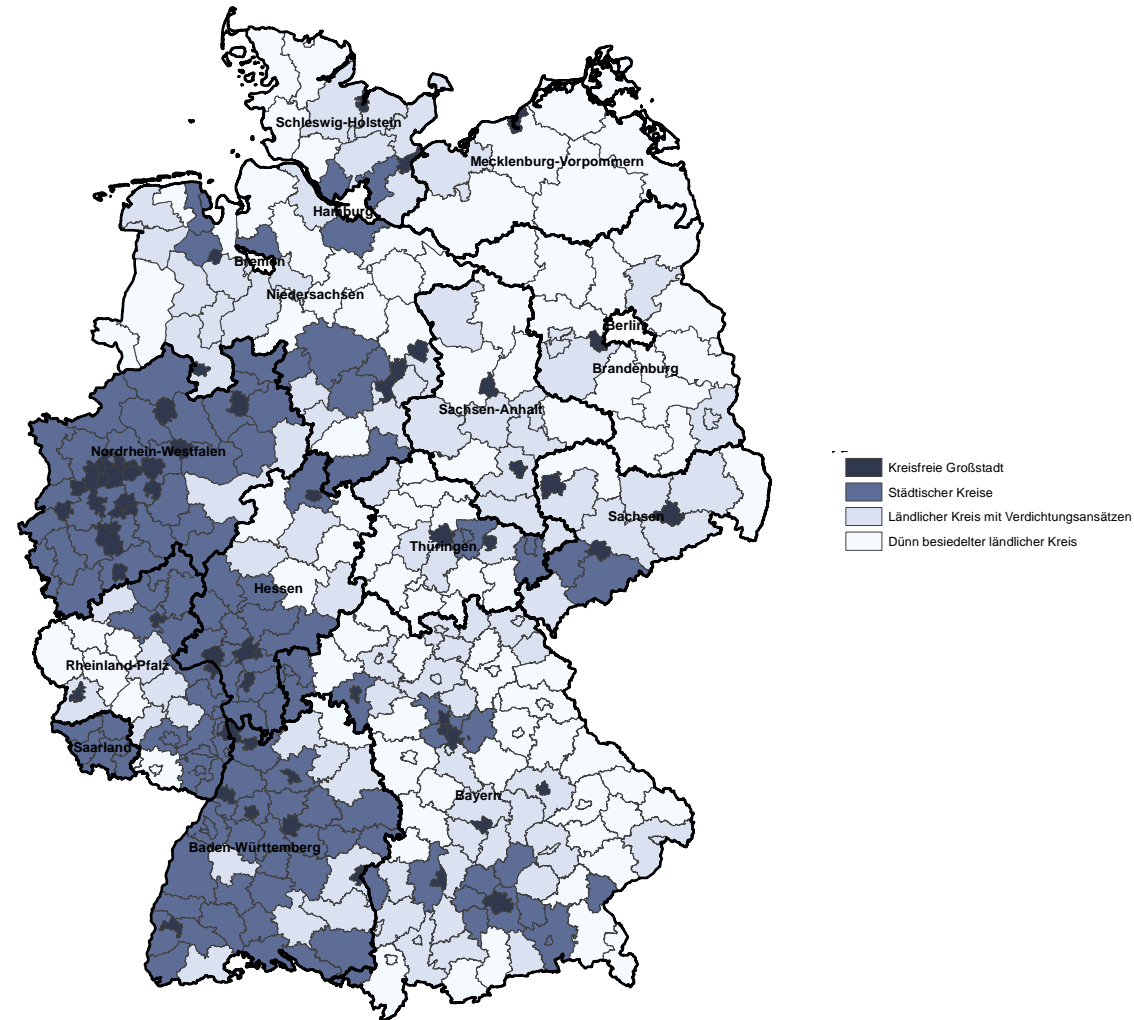 Schleswig-Holstein
Mecklenburg-Vorpommern
Hamburg
Bremen
Niedersachsen
Berlin
Brandenburg
Sachsen-Anhalt
Nordrhein-Westfalen
Sachsen
Thüringen
Hessen
Rheinland-Pfalz
Saarland
Bayern
Baden-Württemberg
Kreisfreie Großstadt
Städtischer Kreise
Ländlicher Kreis mit Verdichtungsansätzen
Dünn besiedelter ländlicher Kreis